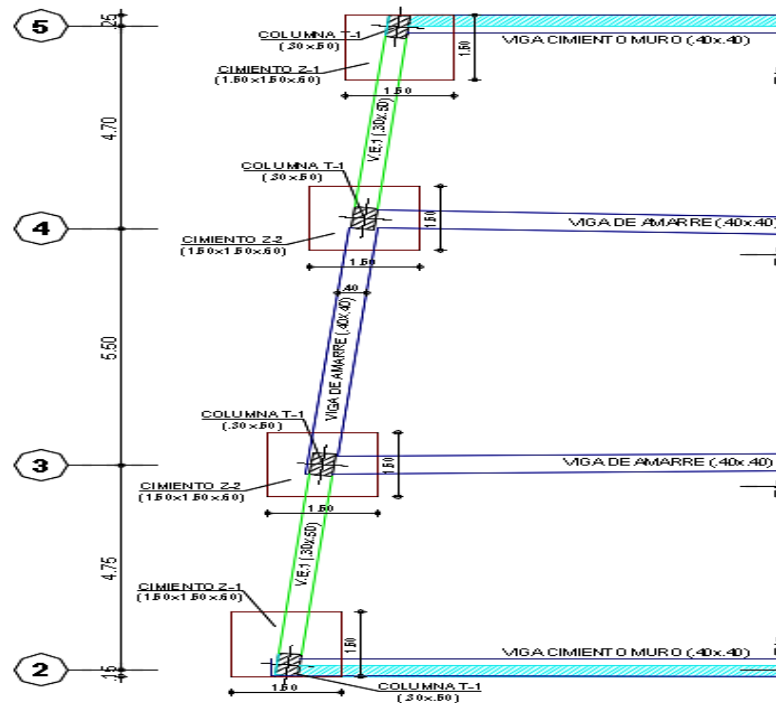 5
.25
COLUMNA T-1
(.30x.50)
VIGA CIMIENTO MURO (.40x.40)
1.50
CIMIENTO Z-1
(1.50x1.50x.60)
1.50
4.70
V.E.1 (.30x.50)
COLUMNA T-1
(.30x.50)
1.50
4
VIGA DE AMARRE (.40x.40)
CIMIENTO Z-2
(1.50x1.50x.60)
1.50
.40
5.50
VIGA DE AMARRE (.40x.40)
COLUMNA T-1
(.30x.50)
3
1.50
VIGA DE AMARRE (.40x.40)
CIMIENTO Z-2
(1.50x1.50x.60)
1.50
4.75
V.E.1 (.30x.50)
CIMIENTO Z-1
(1.50x1.50x.60)
1.50
2
.15
VIGA CIMIENTO MURO (.40x.40)
1.50
COLUMNA T-1
(.30x.50)